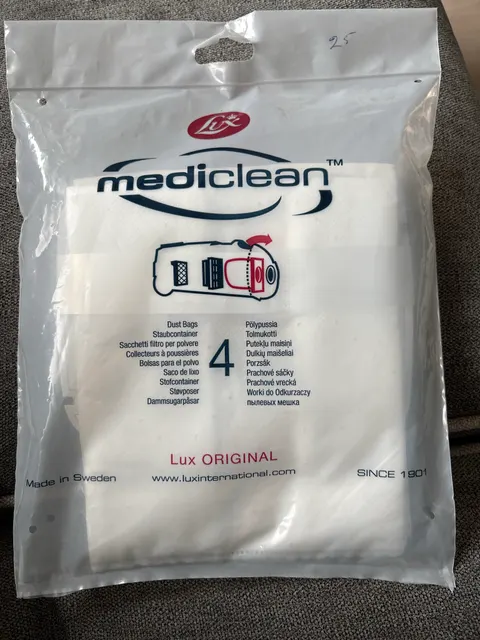 25
Lux
mediclean™
Dust Bags
Staubcontainer
Sacchetti filtro per polvere
Collecteurs à poussières
Bolsas para el polvo
Saco de lixo
Stofcontainer
Støvposer
Dammsugarpåsar
4
Pölypussia
Tolmukotti
Putekļu maisiņi
Dulkių maišeliai
Porzsák
Prachové sáčky
Prachové vrecká
Worki do Odkurzaczy
пылевых мешка
Lux ORIGINAL
Made in Sweden
www.luxinternational.com
SINCE 1901